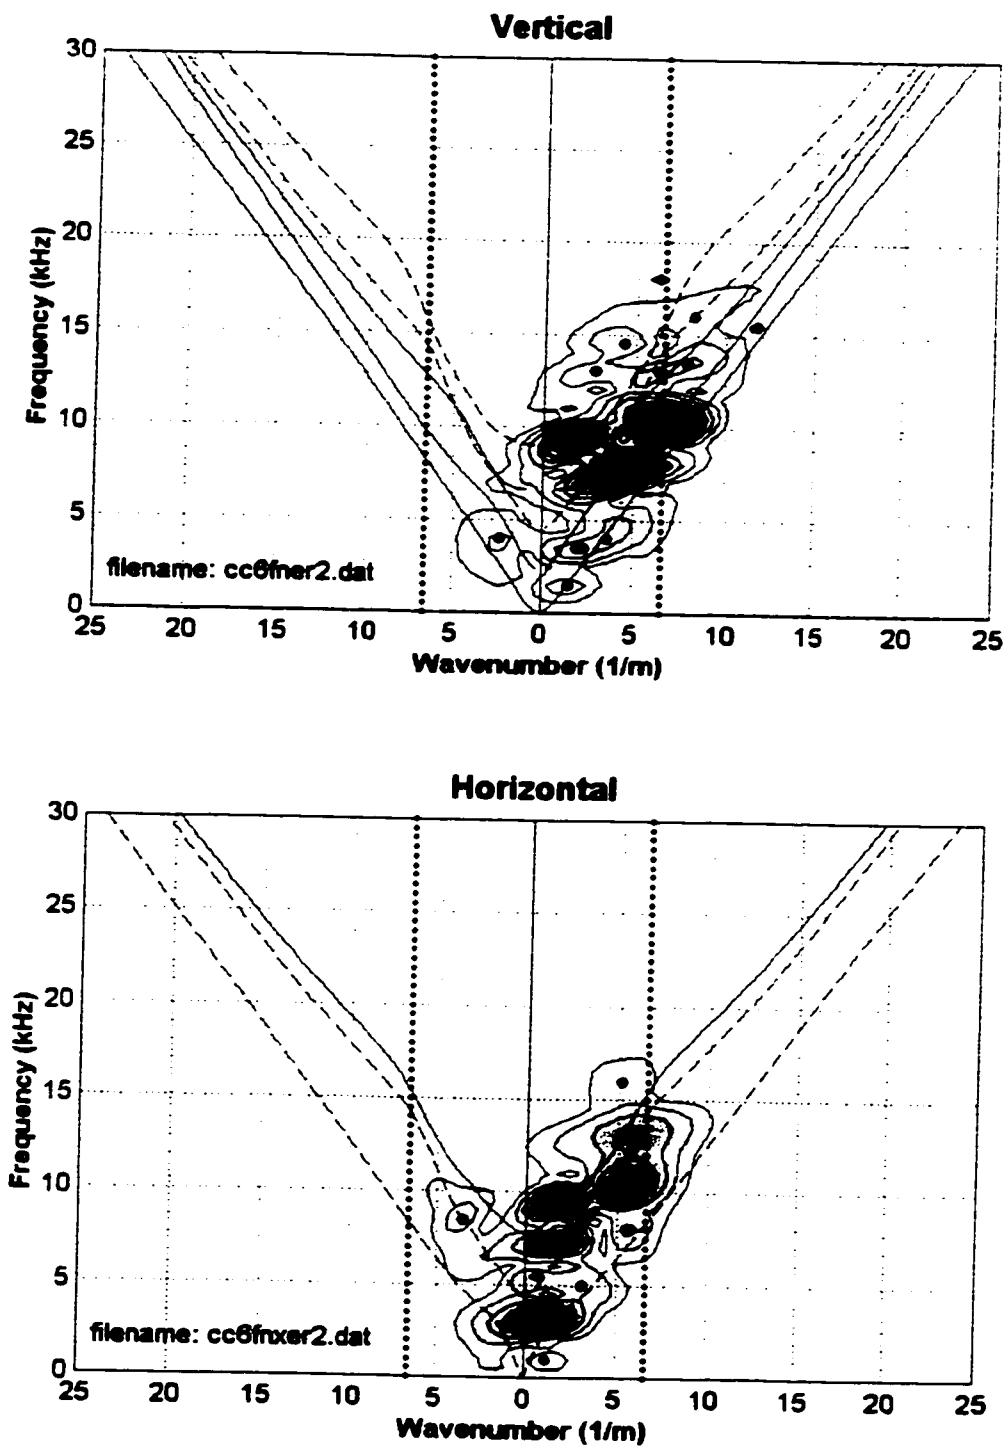 Vertical
30
25
20
15
10
5
0
Frequency (kHz)
filename: cc6fner2.dat
25 20 15 10 5 0 5 10 15 20 25
Wavenumber (1/m)
Horizontal
30
25
20
15
10
5
0
Frequency (kHz)
filename: cc6fnxer2.dat
25 20 15 10 5 0 5 10 15 20 25
Wavenumber (1/m)